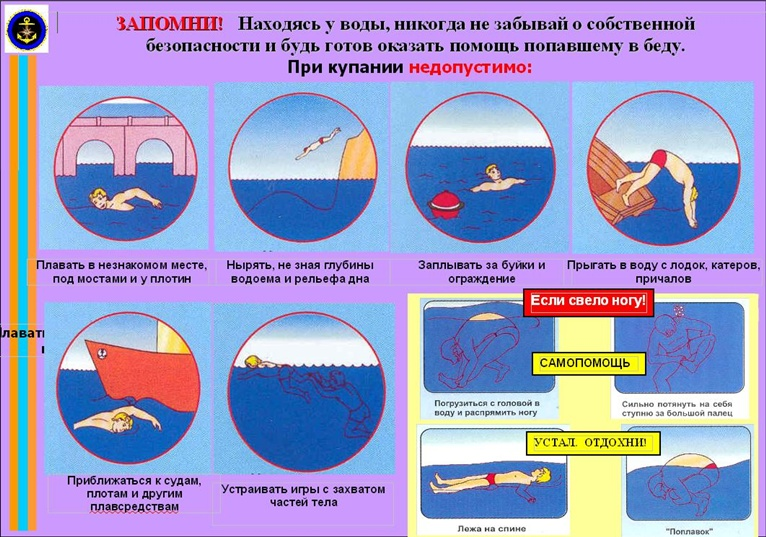 ЗАПОМНИ! Находясь у воды, никогда не забывай о собственной
безопасности и будь готов оказать помощь попавшему в беду.
При купании недопустимо:
Плавать в незнакомом месте,
под мостами и у плотин
Нырять, не зная глубины
водоема и рельефа дна
Заплывать за буйки и
ограждение
Прыгать в воду с лодок, катеров,
причалов
Приближаться к судам,
плотам и другим
плавсредствам
Устраивать игры с захватом
частей тела
Если свело ногу!
САМОПОМОЩЬ
Погрузиться с головой в
воду и распрямить ногу
Сильно потянуть на себя
ступню за большой палец
УСТАЛ. ОТДОХНИ!
Лежа на спине
"Поплавок"